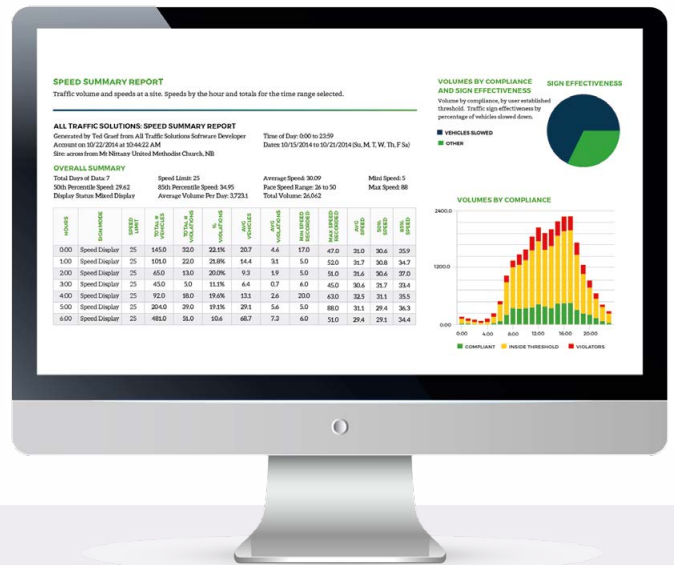 SPEED SUMMARY REPORT
Traffic volume and speeds at a site. Speeds by the hour and totals for the time range selected.
ALL TRAFFIC SOLUTIONS: SPEED SUMMARY REPORT
Generated by Ted Graef from All Traffic Solutions Software Developer
Account on 10/22/2014 at 10:44:22 AM
Site: across from Mt Nittany United Methodist Church, NB
Time of Day: 0:00 to 23:59
Dates: 10/15/2014 to 10/21/2014 (Su, M, T, W, Th, F Sa)
OVERALL SUMMARY
Total Days of Data: 7 Speed Limit: 25 Average Speed: 30.09 Mini Speed: 5
50th Percentile Speed: 29.62 85th Percentile Speed: 34.95 Pace Speed Range: 26 to 50 Max Speed: 88
Display Status: Mixed Display Average Volume Per Day: 3,723.1 Total Volume: 26,062
HOURS SIGN MODE SPEED LIMIT TOTAL # VEHICLES TOTAL # VIOLATIONS % VIOLATIONS AVG VEHICLES AVG VIOLATIONS MIN SPEED RECORDED MAX SPEED RECORDED AVG SPEED 50% SPEED 85% SPEED
0:00 Speed Display 25 145.0 32.0 22.1% 20.7 4.6 17.0 47.0 31.0 30.6 35.9
1:00 Speed Display 25 101.0 22.0 21.8% 14.4 3.1 5.0 52.0 31.7 30.8 34.7
2:00 Speed Display 25 65.0 13.0 20.0% 9.3 1.9 5.0 51.0 31.6 30.6 37.0
3:00 Speed Display 25 45.0 5.0 11.1% 6.4 0.7 6.0 45.0 30.6 31.7 33.4
4:00 Speed Display 25 92.0 18.0 19.6% 13.1 2.6 20.0 63.0 32.5 31.1 35.5
5:00 Speed Display 25 204.0 39.0 19.1% 29.1 5.6 5.0 88.0 31.1 29.4 36.3
6:00 Speed Display 25 481.0 51.0 10.6 68.7 7.3 6.0 51.0 29.4 29.1 34.4
VOLUMES BY COMPLIANCE
AND SIGN EFFECTIVENESS
Volume by compliance, by user established
threshold. Traffic sign effectiveness by
percentage of vehicles slowed down.
VEHICLES SLOWED
OTHER
SIGN EFFECTIVENESS
VOLUMES BY COMPLIANCE
2400.0
1200.0
0.00
0:00 4:00 8:00 12:00 16:00 20:00
COMPLIANT INSIDE THRESHOLD VIOLATORS